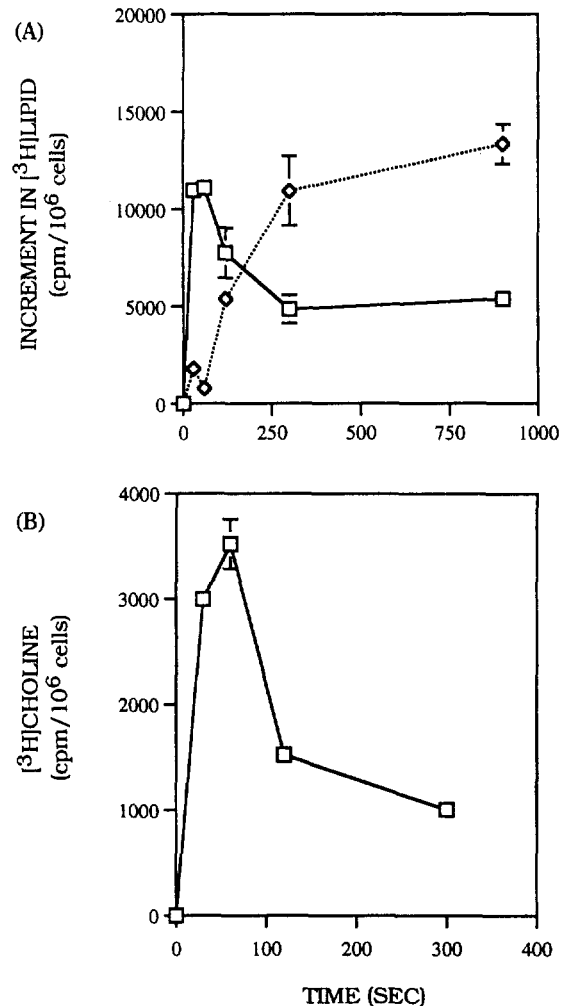 (A)
INCREMENT IN [³H]LIPID
(cpm/10⁶ cells)
20000
15000
10000
5000
0
0 250 500 750 1000
(B)
[³H]CHOLINE
(cpm/10⁶ cells)
4000
3000
2000
1000
0
0 100 200 300 400
TIME (SEC)